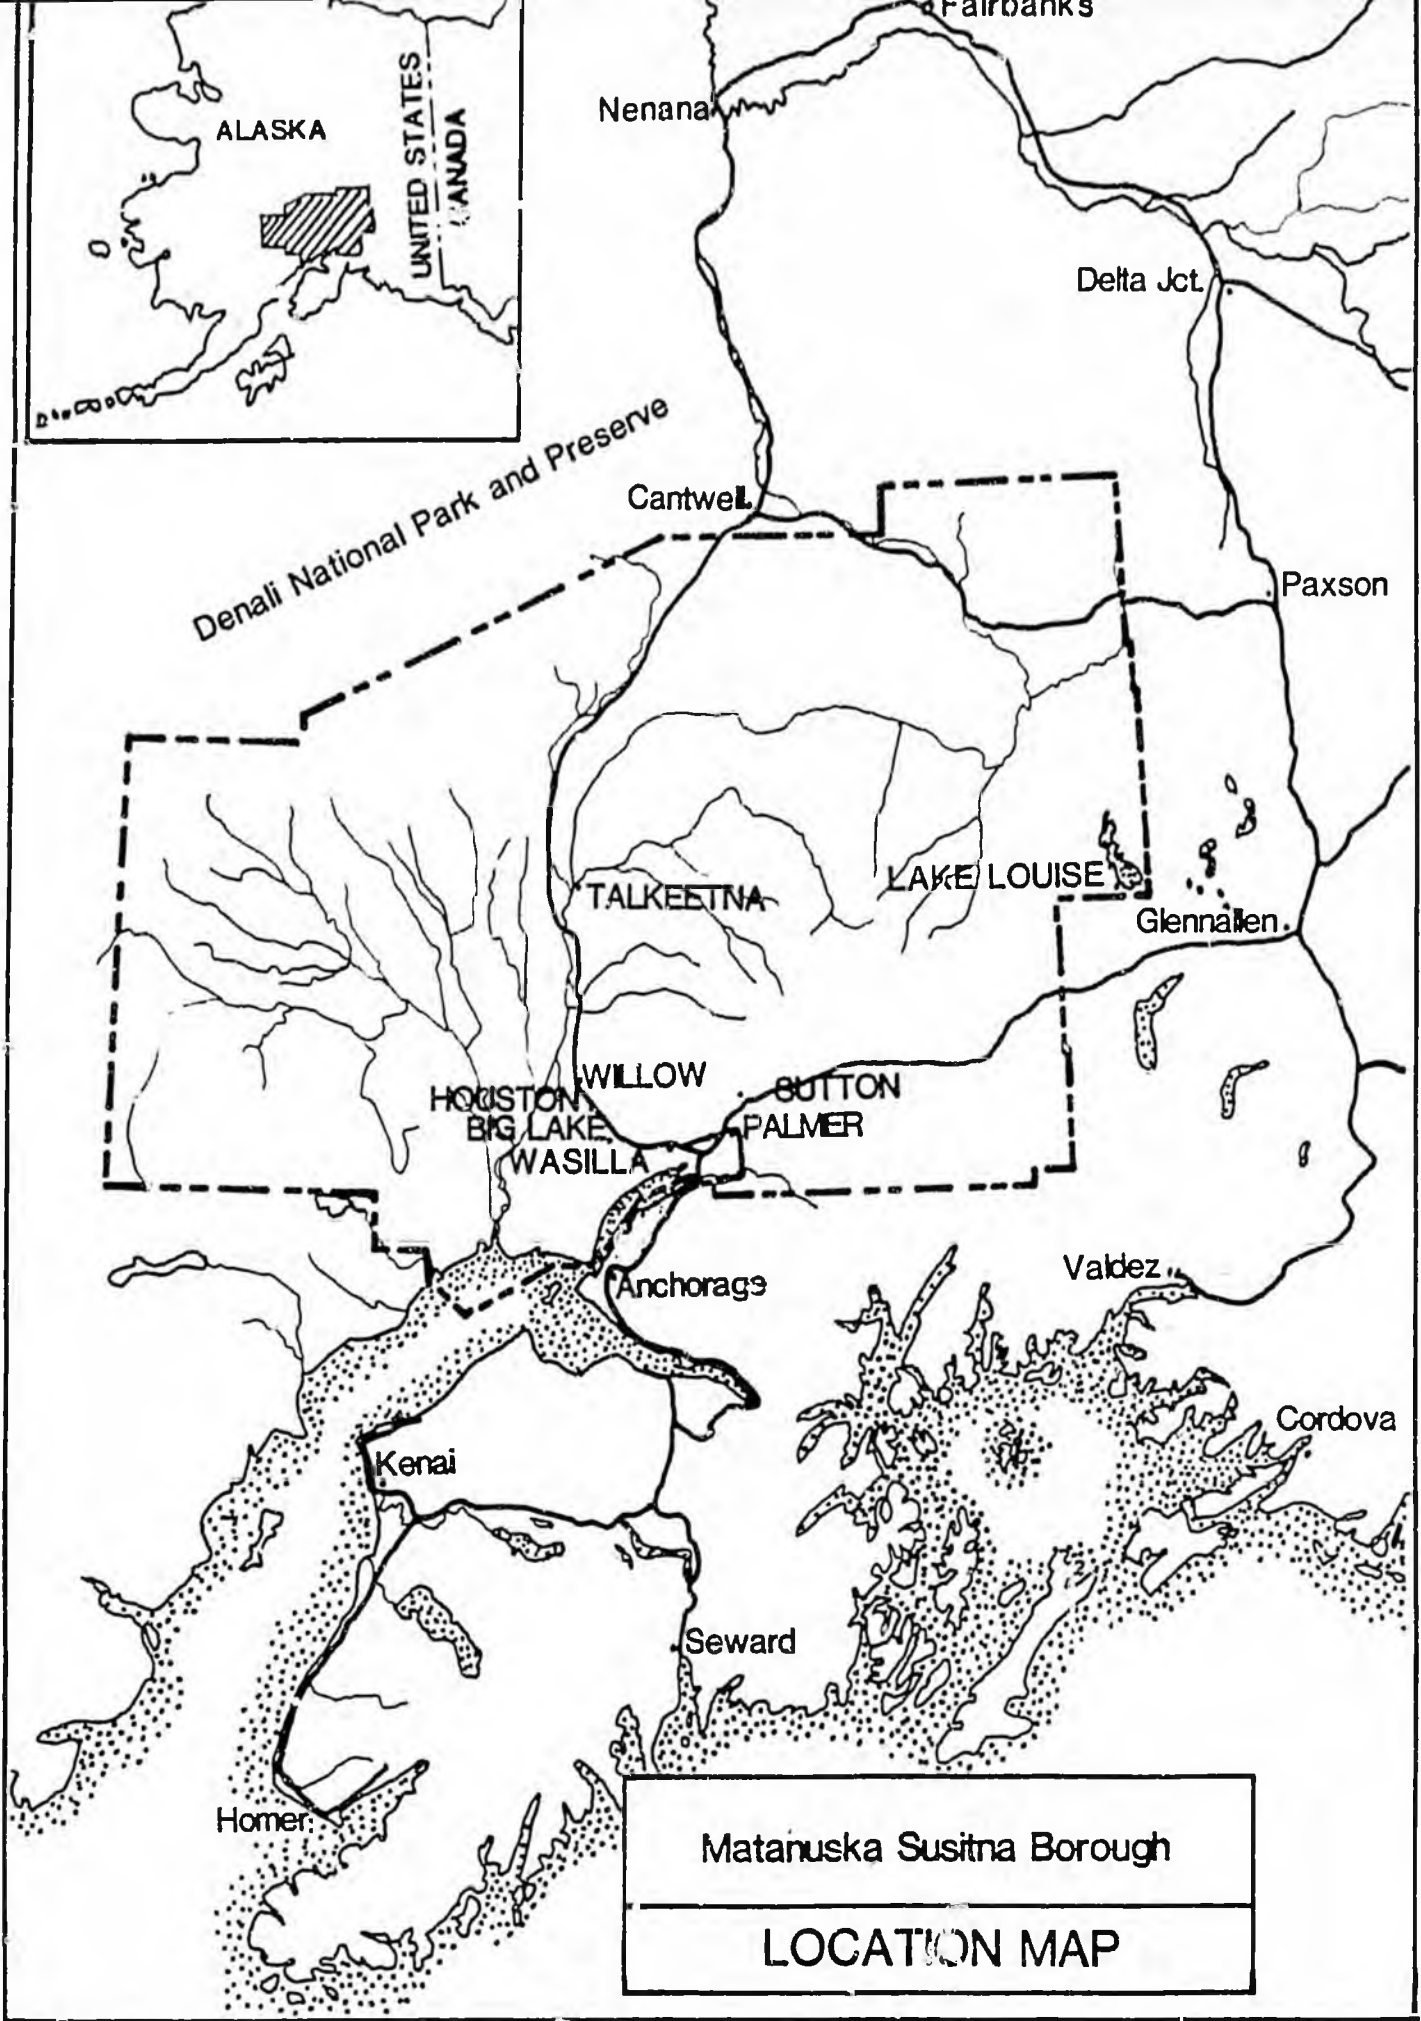 Fairbanks
Nenana
ALASKA
UNITED STATES
CANADA
Delta Jct.
Denali National Park and Preserve
Cantwell
Paxson
TALKEETNA
LAKE LOUISE
Glennallen
WILLOW
HOUSTON
SUTTON
BIG LAKE
PALMER
WASILLA
Anchorage
Valdez
Cordova
Kenai
Seward
Homer
Matanuska Susitna Borough
LOCATION MAP